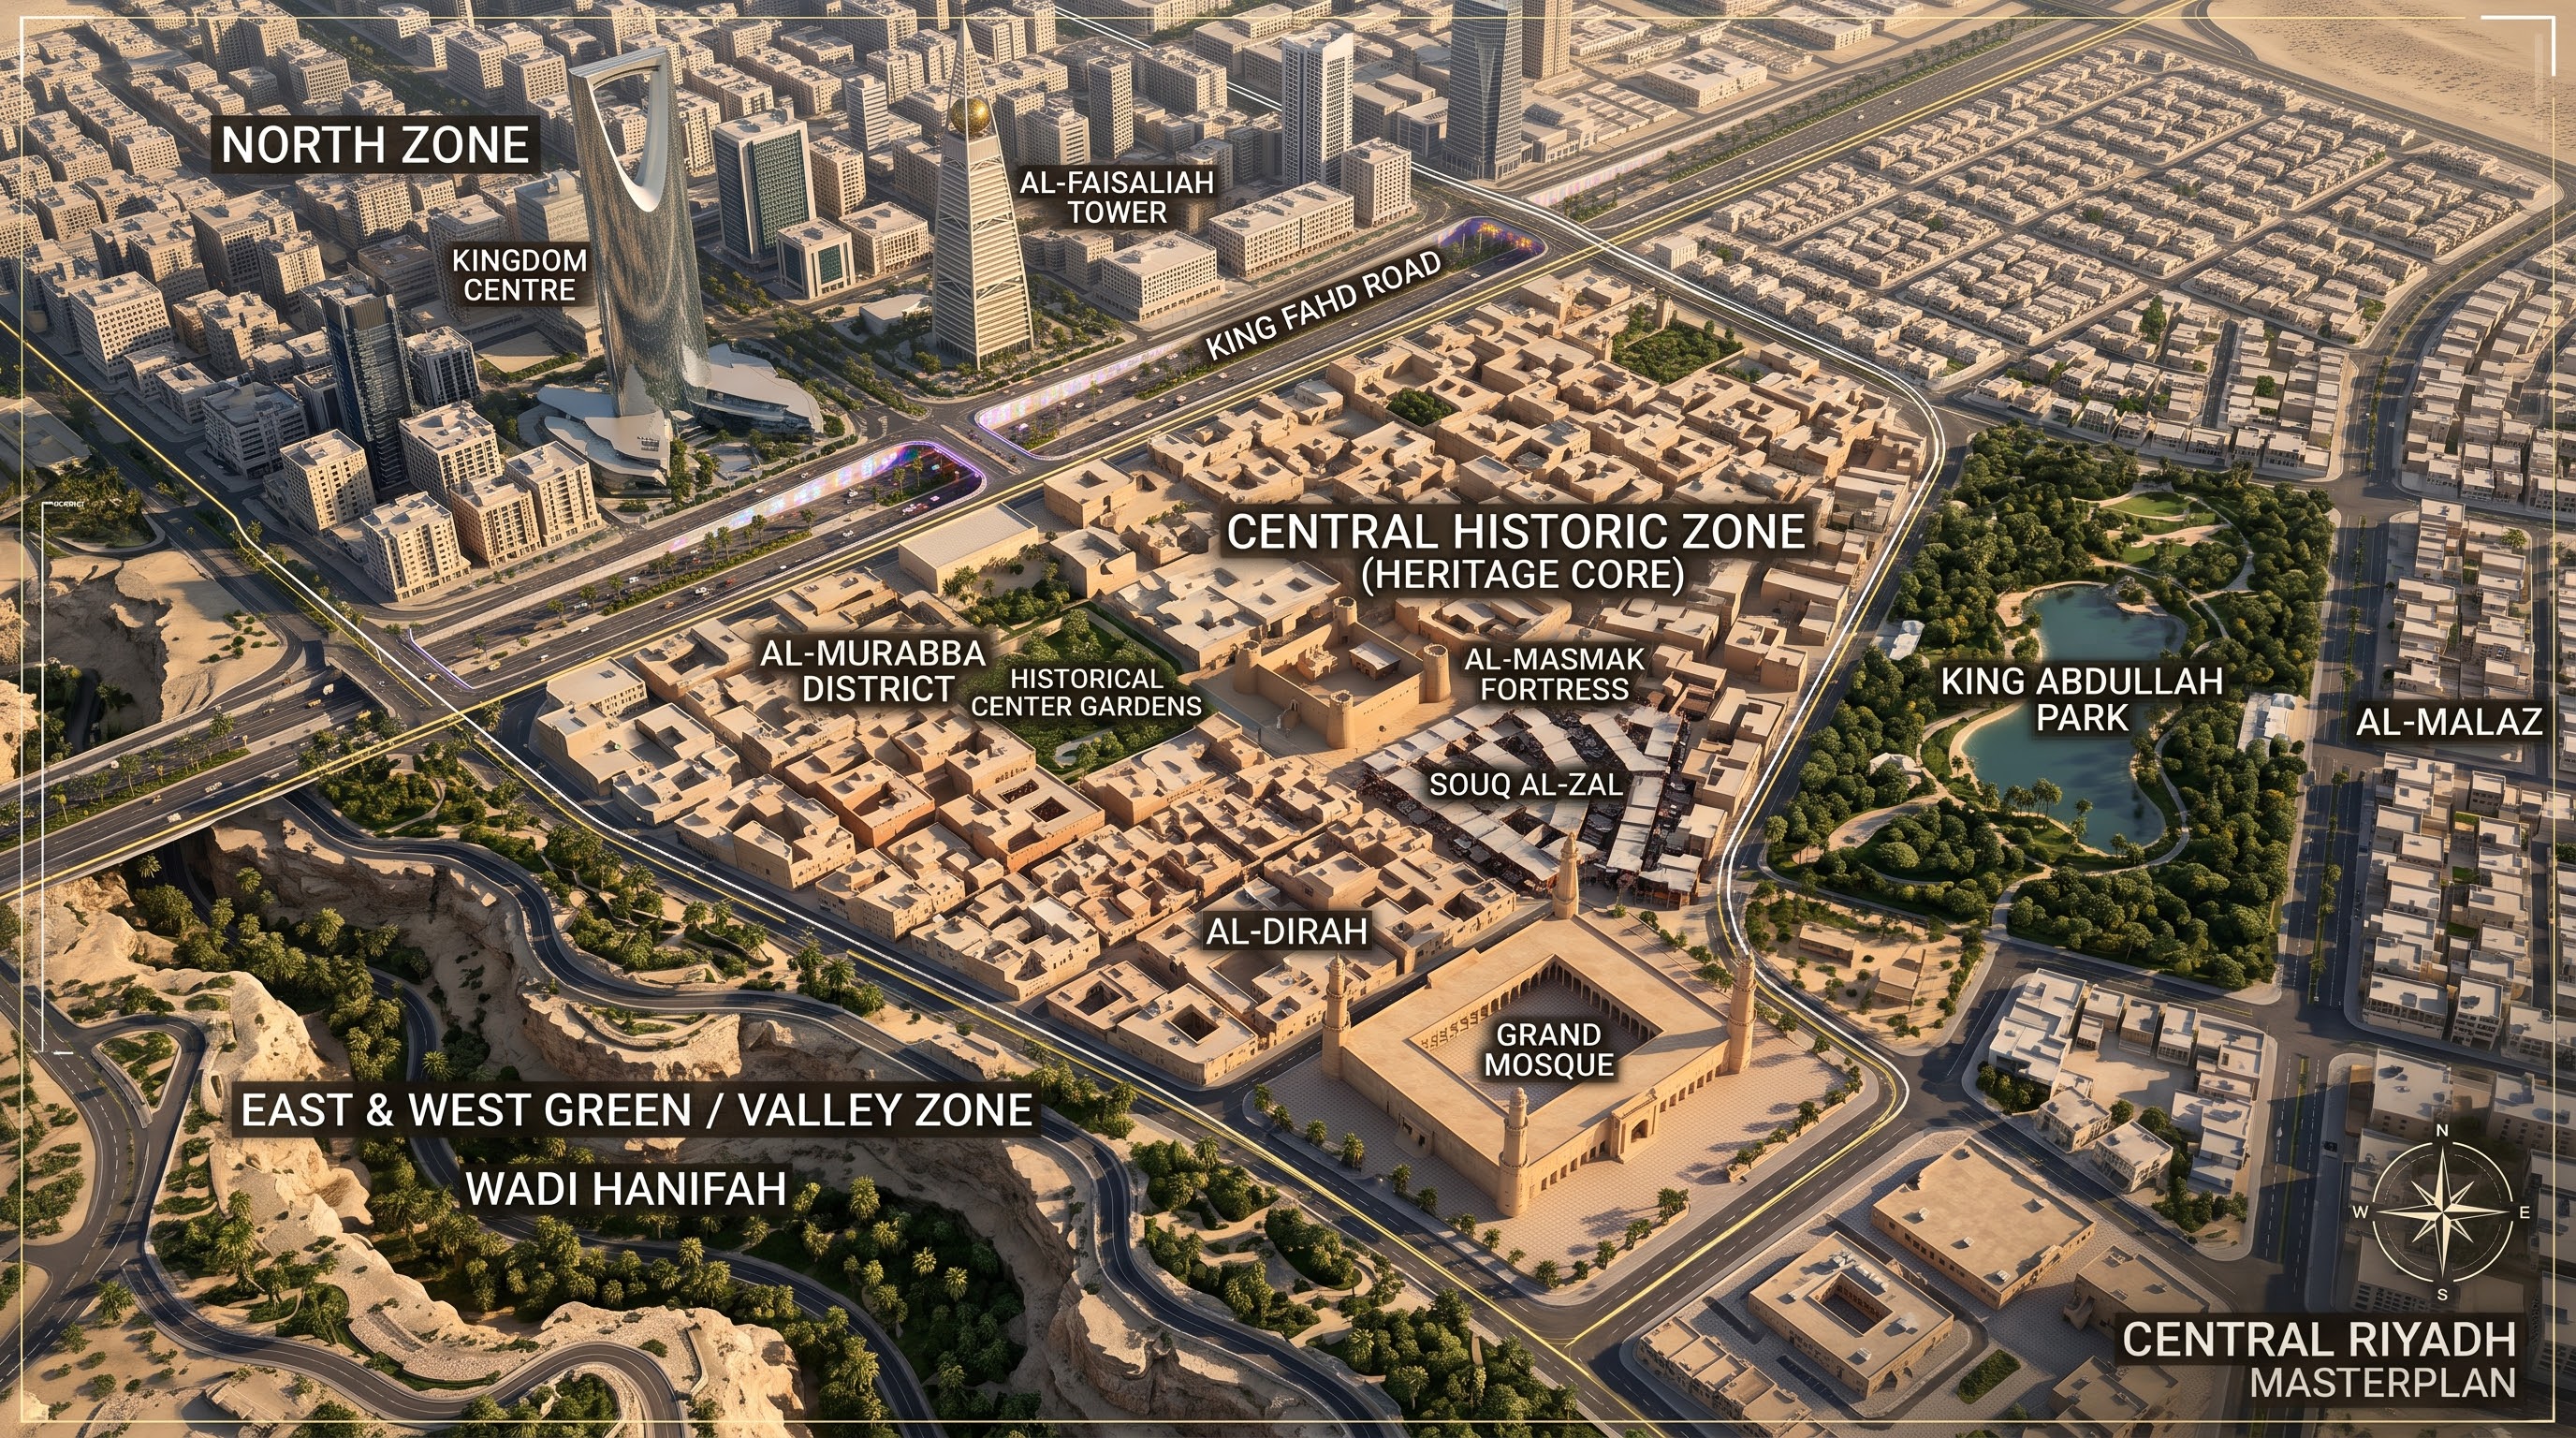 NORTH ZONE
KINGDOM
CENTRE
AL-FAISALIAH
TOWER
KING FAHD ROAD
CENTRAL HISTORIC ZONE
(HERITAGE CORE)
AL-MURABBA
DISTRICT
HISTORICAL
CENTER GARDENS
AL-MASMAK
FORTRESS
KING ABDULLAH
PARK
AL-MALAZ
SOUQ AL-ZAL
AL-DIRAH
GRAND
MOSQUE
EAST & WEST GREEN / VALLEY ZONE
WADI HANIFAH
N
W
E
S
CENTRAL RIYADH
MASTERPLAN